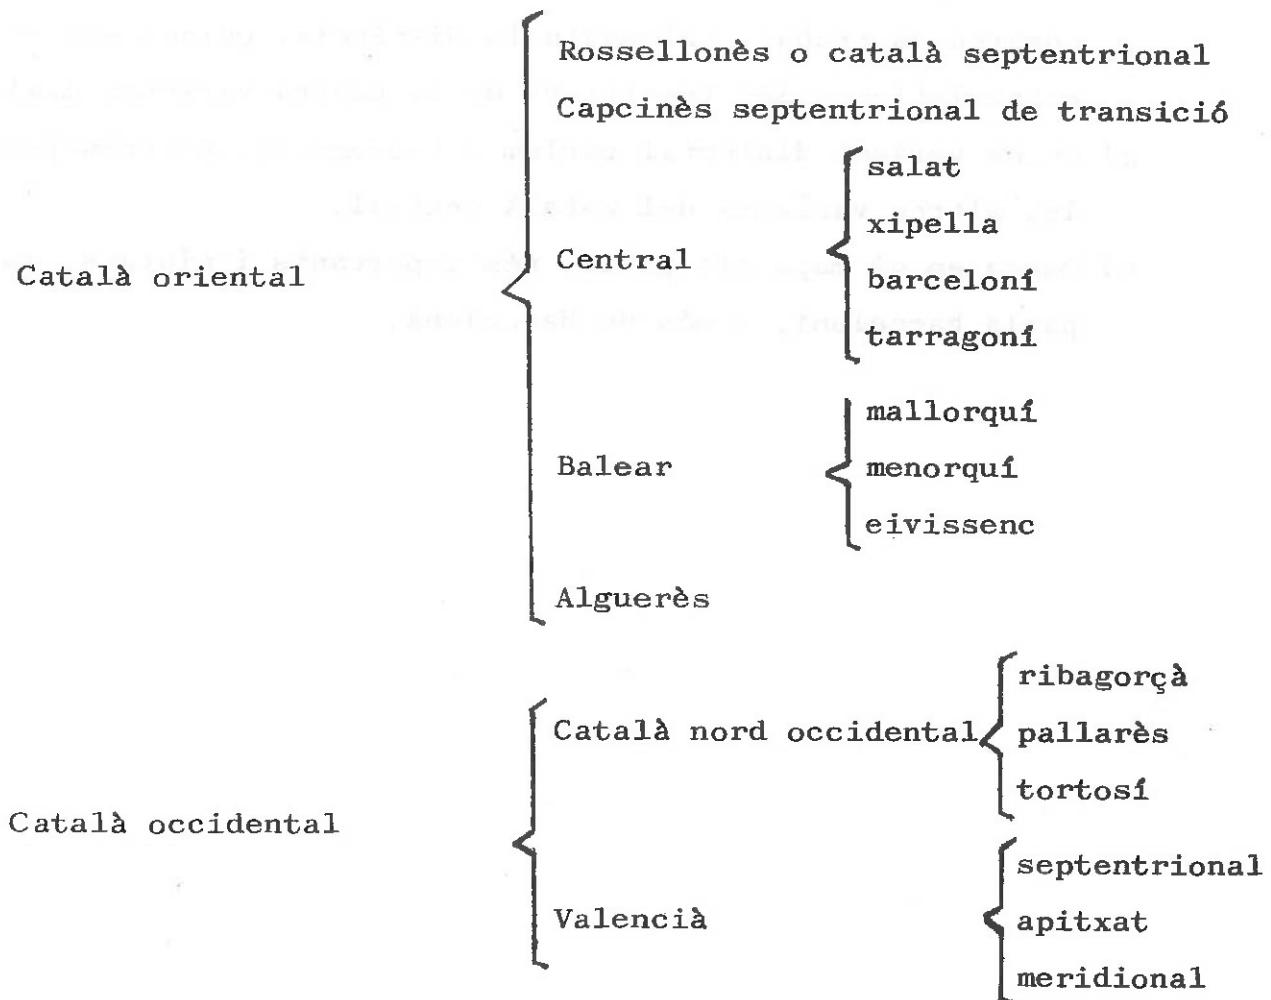 Rossellonès o català septentrional
Capcinès septentrional de transició
Català oriental
Central
salat
xipella
barceloní
tarragoní
Balear
mallorquí
menorquí
eivissenc
Alguerès
Català occidental
Català nord occidental
ribagorçà
pallarès
tortosí
Valencià
septentrional
apitxat
meridional